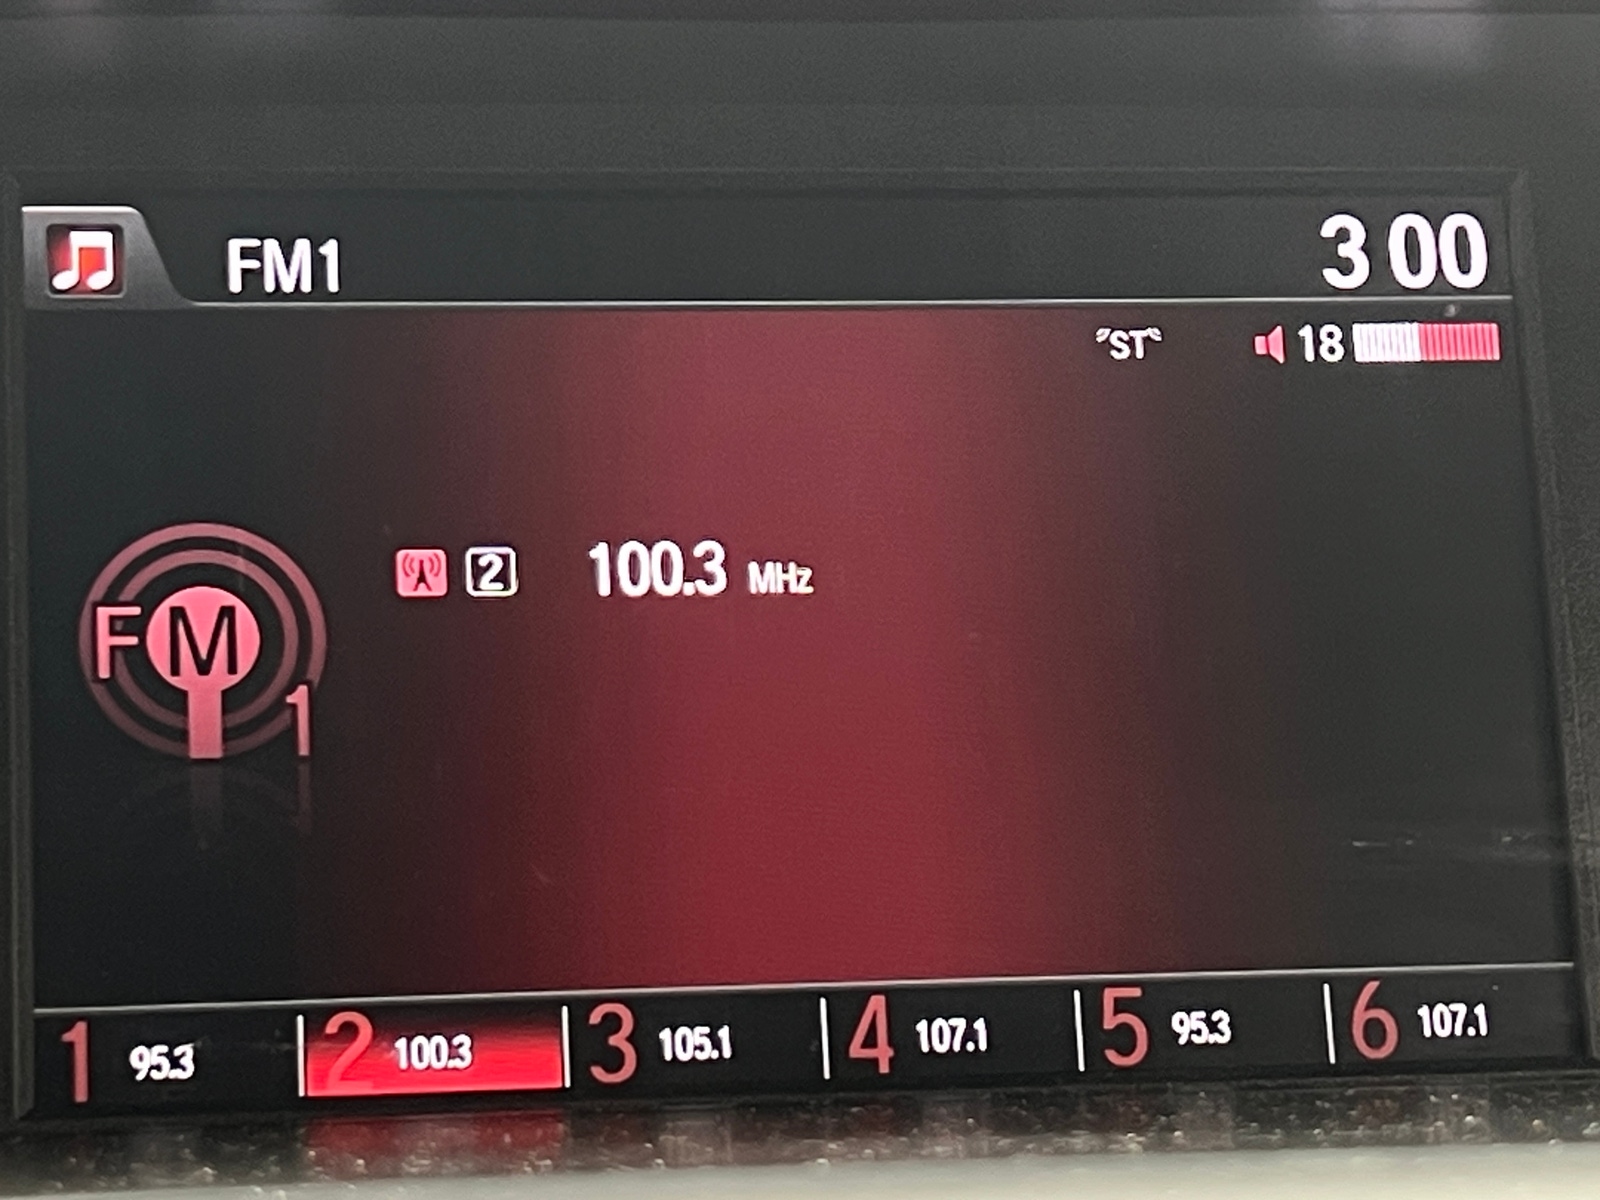 FM1 3 00
"ST" 18
2 100.3 MHz
FM 1
1 95.3 2 100.3 3 105.1 4 107.1 5 95.3 6 107.1